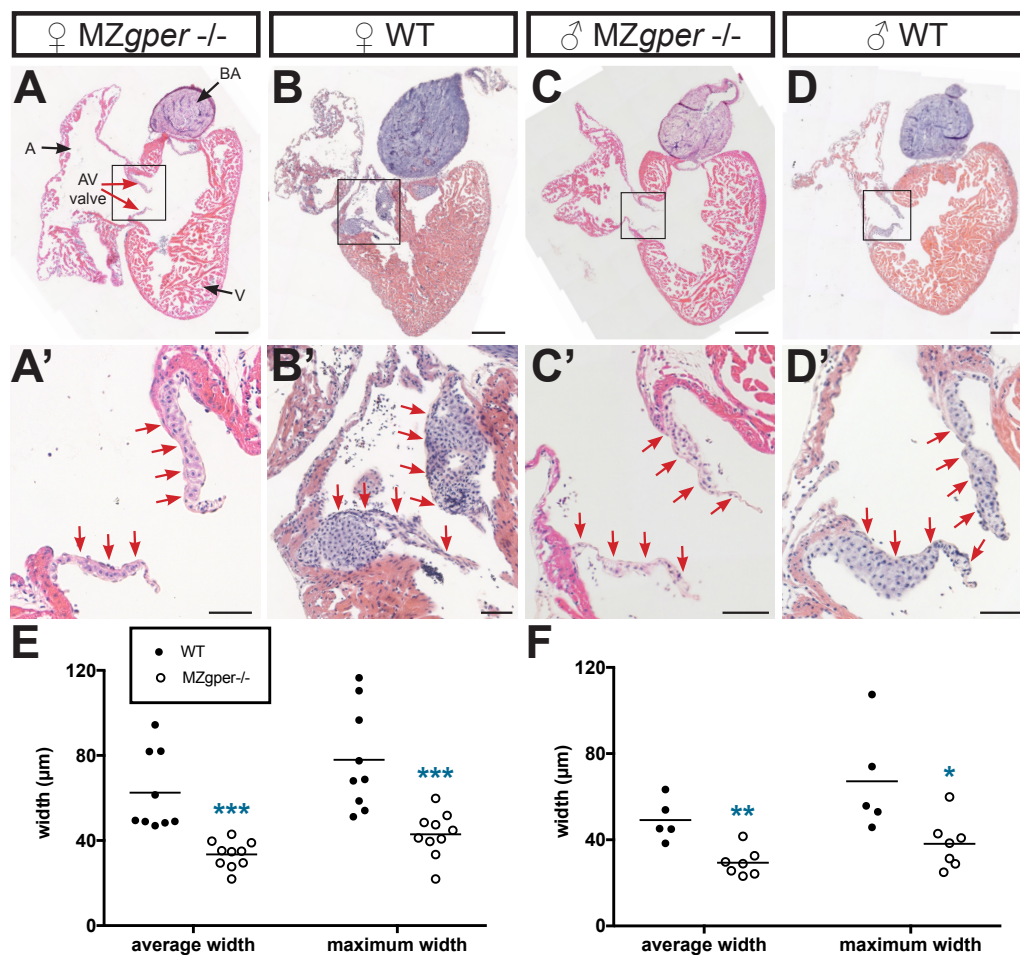 ♀ MZgper -/-
♀ WT
♂ MZgper -/-
♂ WT
A
BA
A
AV
valve
V
B
C
D
A'
B'
C'
D'
E
WT
MZgper-/-
120
80
40
0
width (µm)
***
***
average width
maximum width
F
120
80
40
0
width (µm)
**
*
average width
maximum width